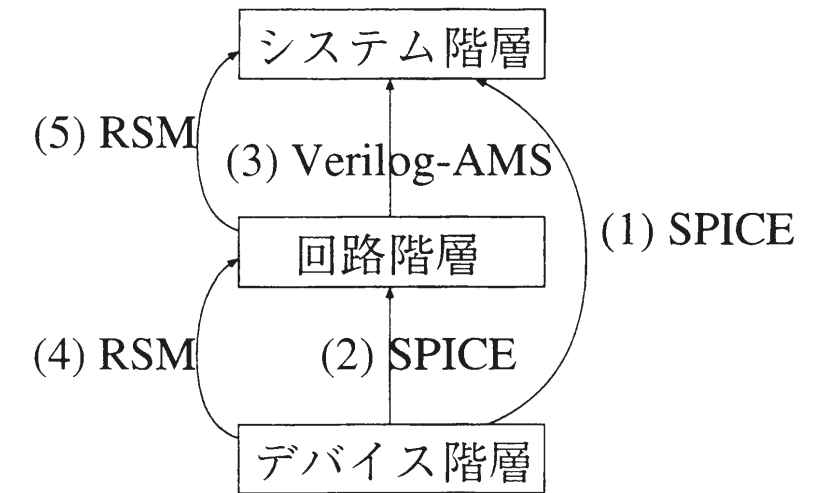 システム階層
(5) RSM
(3) Verilog-AMS
(1) SPICE
回路階層
(4) RSM
(2) SPICE
デバイス階層